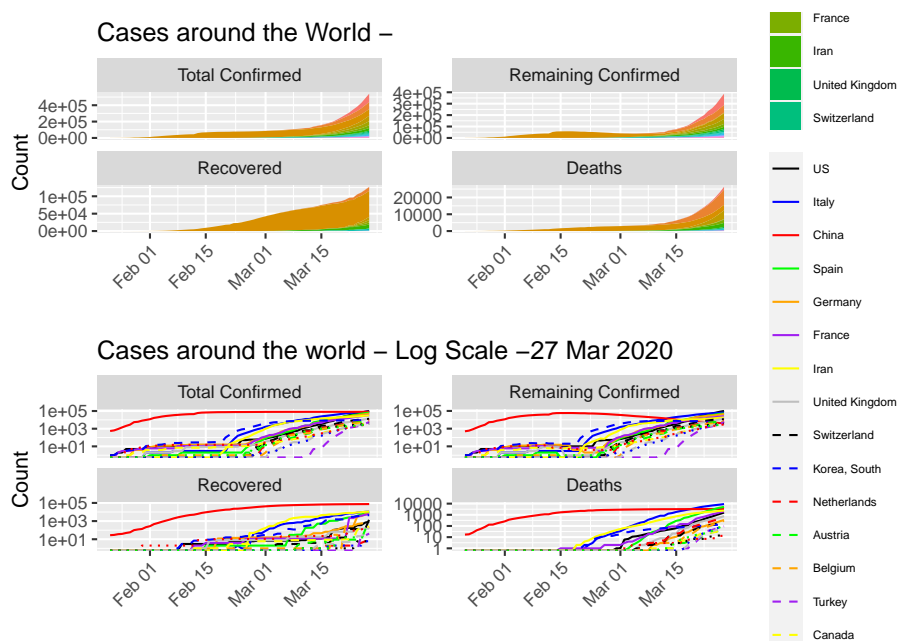 Cases around the World –
Total Confirmed
Remaining Confirmed
4e+05
2e+05
0e+00
4e+05
3e+05
2e+05
1e+05
0e+00
Recovered
Deaths
1e+05
5e+04
0e+00
20000
10000
0
Count
Feb 01
Feb 15
Mar 01
Mar 15
Feb 01
Feb 15
Mar 01
Mar 15
Cases around the world – Log Scale –27 Mar 2020
Total Confirmed
Remaining Confirmed
1e+05
1e+03
1e+01
1e+05
1e+03
1e+01
Recovered
Deaths
1e+05
1e+03
1e+01
10000
1000
100
10
1
Count
Feb 01
Feb 15
Mar 01
Mar 15
Feb 01
Feb 15
Mar 01
Mar 15
France
Iran
United Kingdom
Switzerland
US
Italy
China
Spain
Germany
France
Iran
United Kingdom
Switzerland
Korea, South
Netherlands
Austria
Belgium
Turkey
Canada